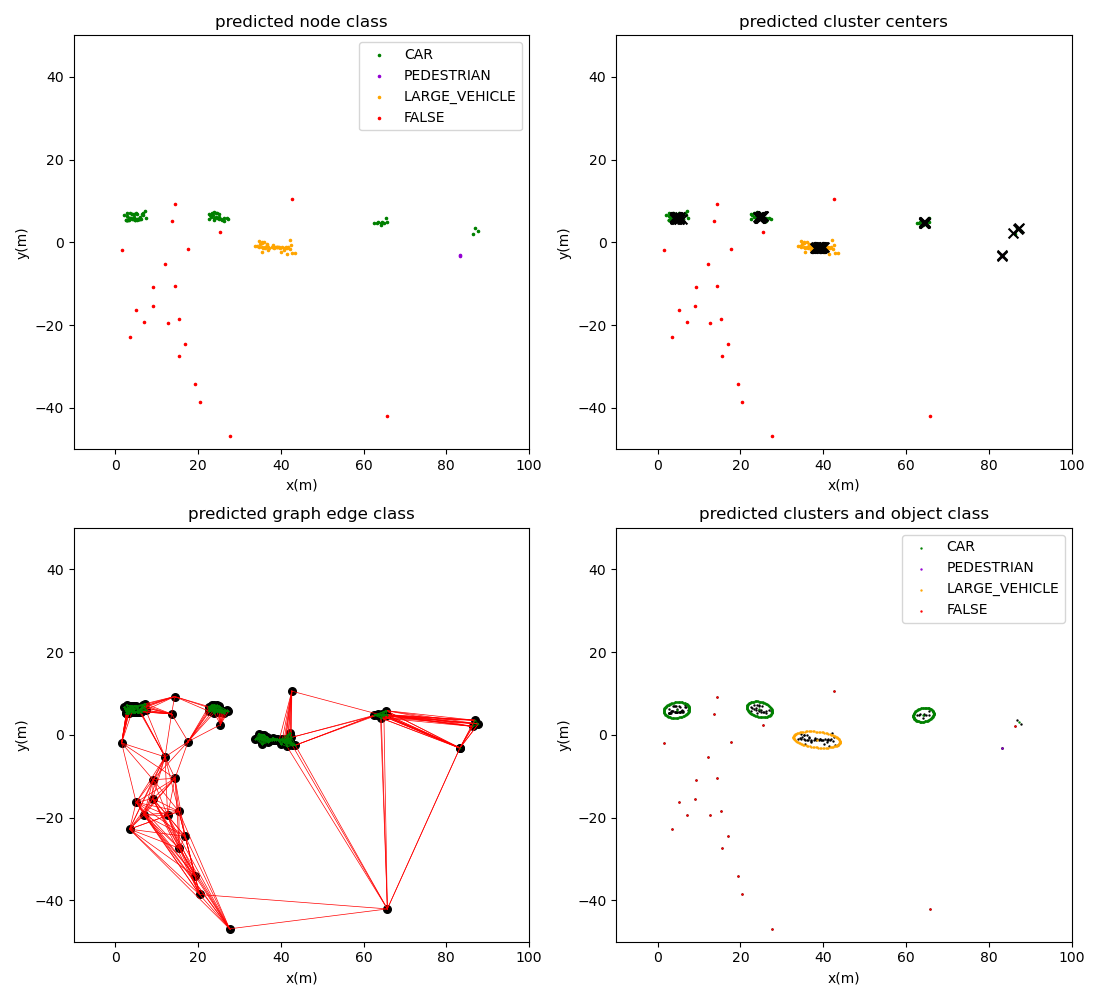 predicted node class
CAR
PEDESTRIAN
LARGE_VEHICLE
FALSE
40
20
0
−20
−40
y(m)
0 20 40 60 80 100
x(m)
predicted cluster centers
40
20
0
−20
−40
y(m)
0 20 40 60 80 100
x(m)
predicted graph edge class
40
20
0
−20
−40
y(m)
0 20 40 60 80 100
x(m)
predicted clusters and object class
CAR
PEDESTRIAN
LARGE_VEHICLE
FALSE
40
20
0
−20
−40
y(m)
0 20 40 60 80 100
x(m)